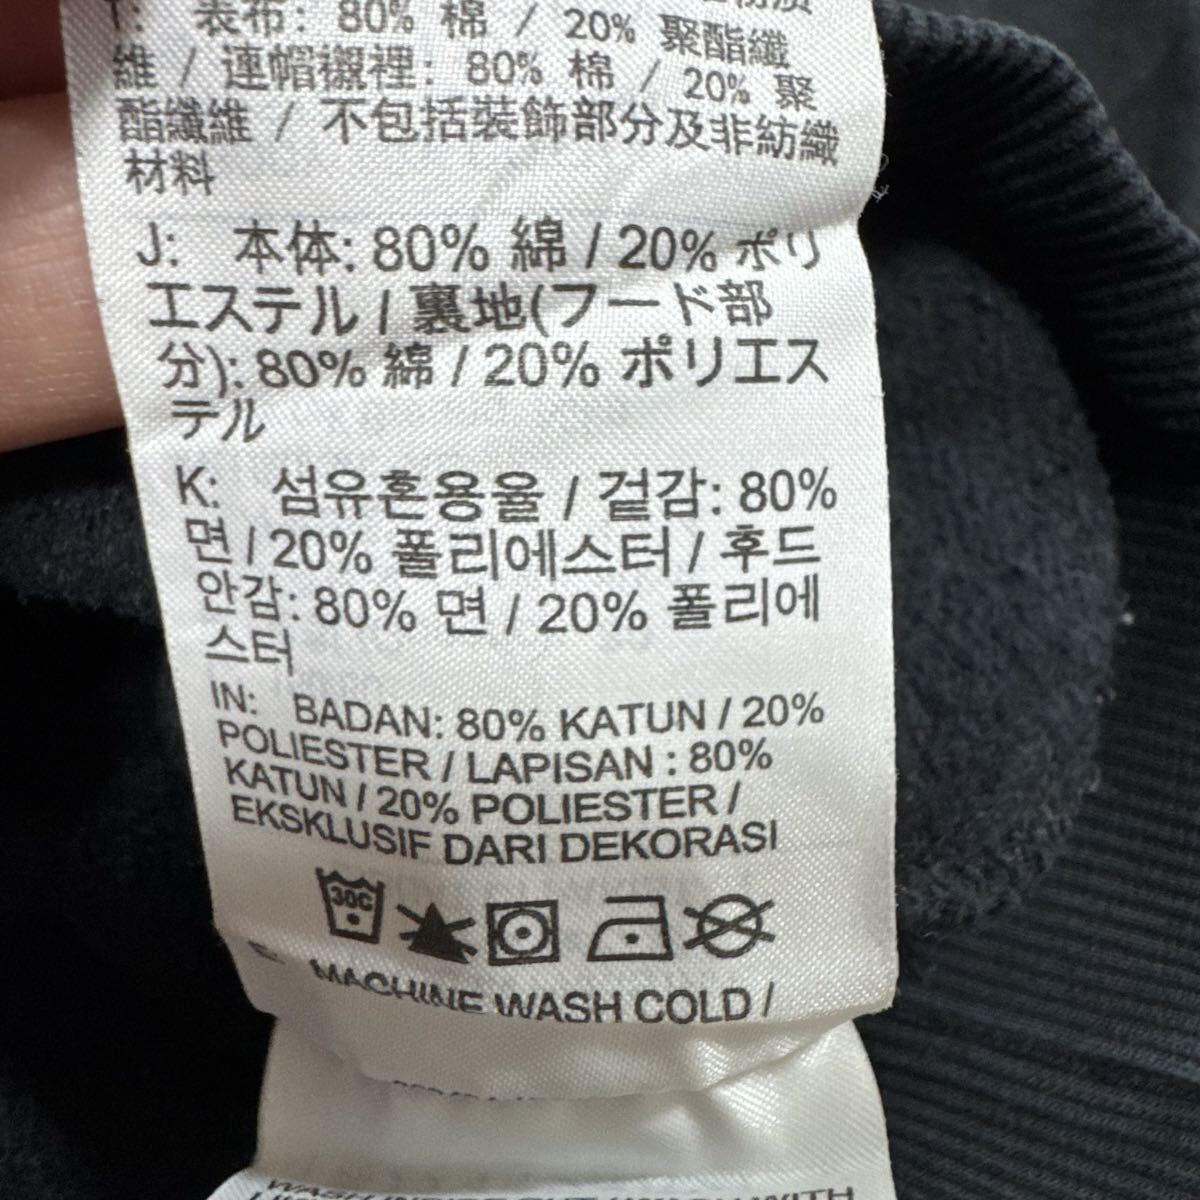 T: 表布: 80% 棉 / 20% 聚酯纖
維 / 連帽襯裡: 80% 棉 / 20% 聚
酯纖維 / 不包括裝飾部分及非紡織
材料
J: 本体: 80% 綿 / 20% ポリ
エステル / 裏地(フード部
分): 80% 綿 / 20% ポリエス
テル
K: 섬유혼용율 / 겉감: 80%
면 / 20% 폴리에스터 / 후드
안감: 80% 면 / 20% 폴리에
스터
IN: BADAN: 80% KATUN / 20%
POLIESTER / LAPISAN : 80%
KATUN / 20% POLIESTER /
EKSKLUSIF DARI DEKORASI
30C
MACHINE WASH COLD /